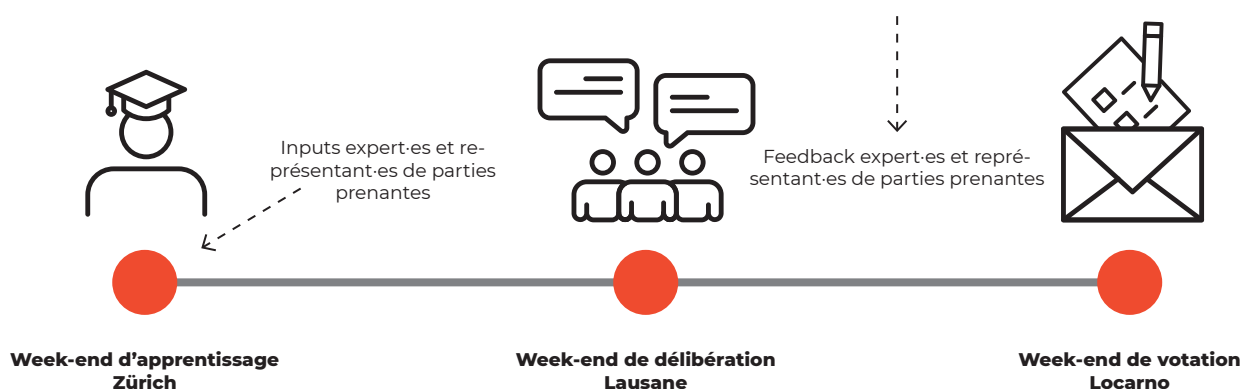 Inputs expert·es et re-
présentant·es de parties
prenantes
Feedback expert·es et repré-
sentant·es de parties prenantes
Week-end d’apprentissage
Zürich
Week-end de délibération
Lausane
Week-end de votation
Locarno